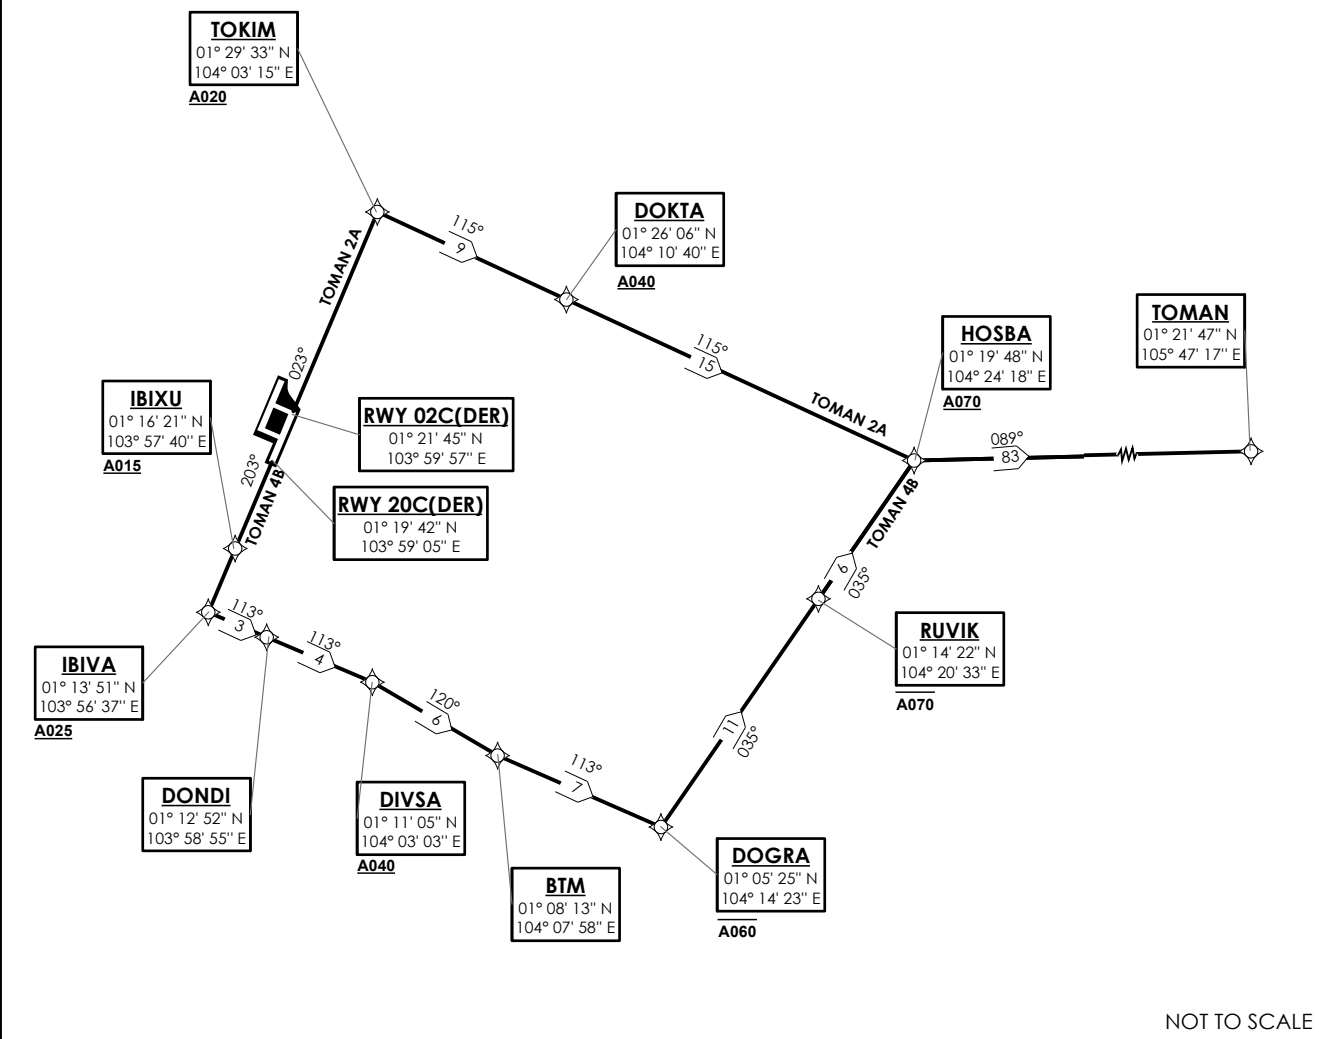 TOKIM
01° 29' 33" N
104° 03' 15" E
A020
TOMAN 2A
115°
9
DOKTA
01° 26' 06" N
104° 10' 40" E
A040
115°
15
TOMAN 2A
HOSBA
01° 19' 48" N
104° 24' 18" E
A070
TOMAN
01° 21' 47" N
105° 47' 17" E
089°
83
023°
IBIXU
01° 16' 21" N
103° 57' 40" E
A015
RWY 02C(DER)
01° 21' 45" N
103° 59' 57" E
203°
TOMAN 4B
RWY 20C(DER)
01° 19' 42" N
103° 59' 05" E
TOMAN 4B
6
035°
IBIVA
01° 13' 51" N
103° 56' 37" E
A025
113°
3
113°
4
120°
6
113°
7
11
035°
RUVIK
01° 14' 22" N
104° 20' 33" E
A070
DONDI
01° 12' 52" N
103° 58' 55" E
DIVSA
01° 11' 05" N
104° 03' 03" E
A040
BTM
01° 08' 13" N
104° 07' 58" E
DOGRA
01° 05' 25" N
104° 14' 23" E
A060
NOT TO SCALE